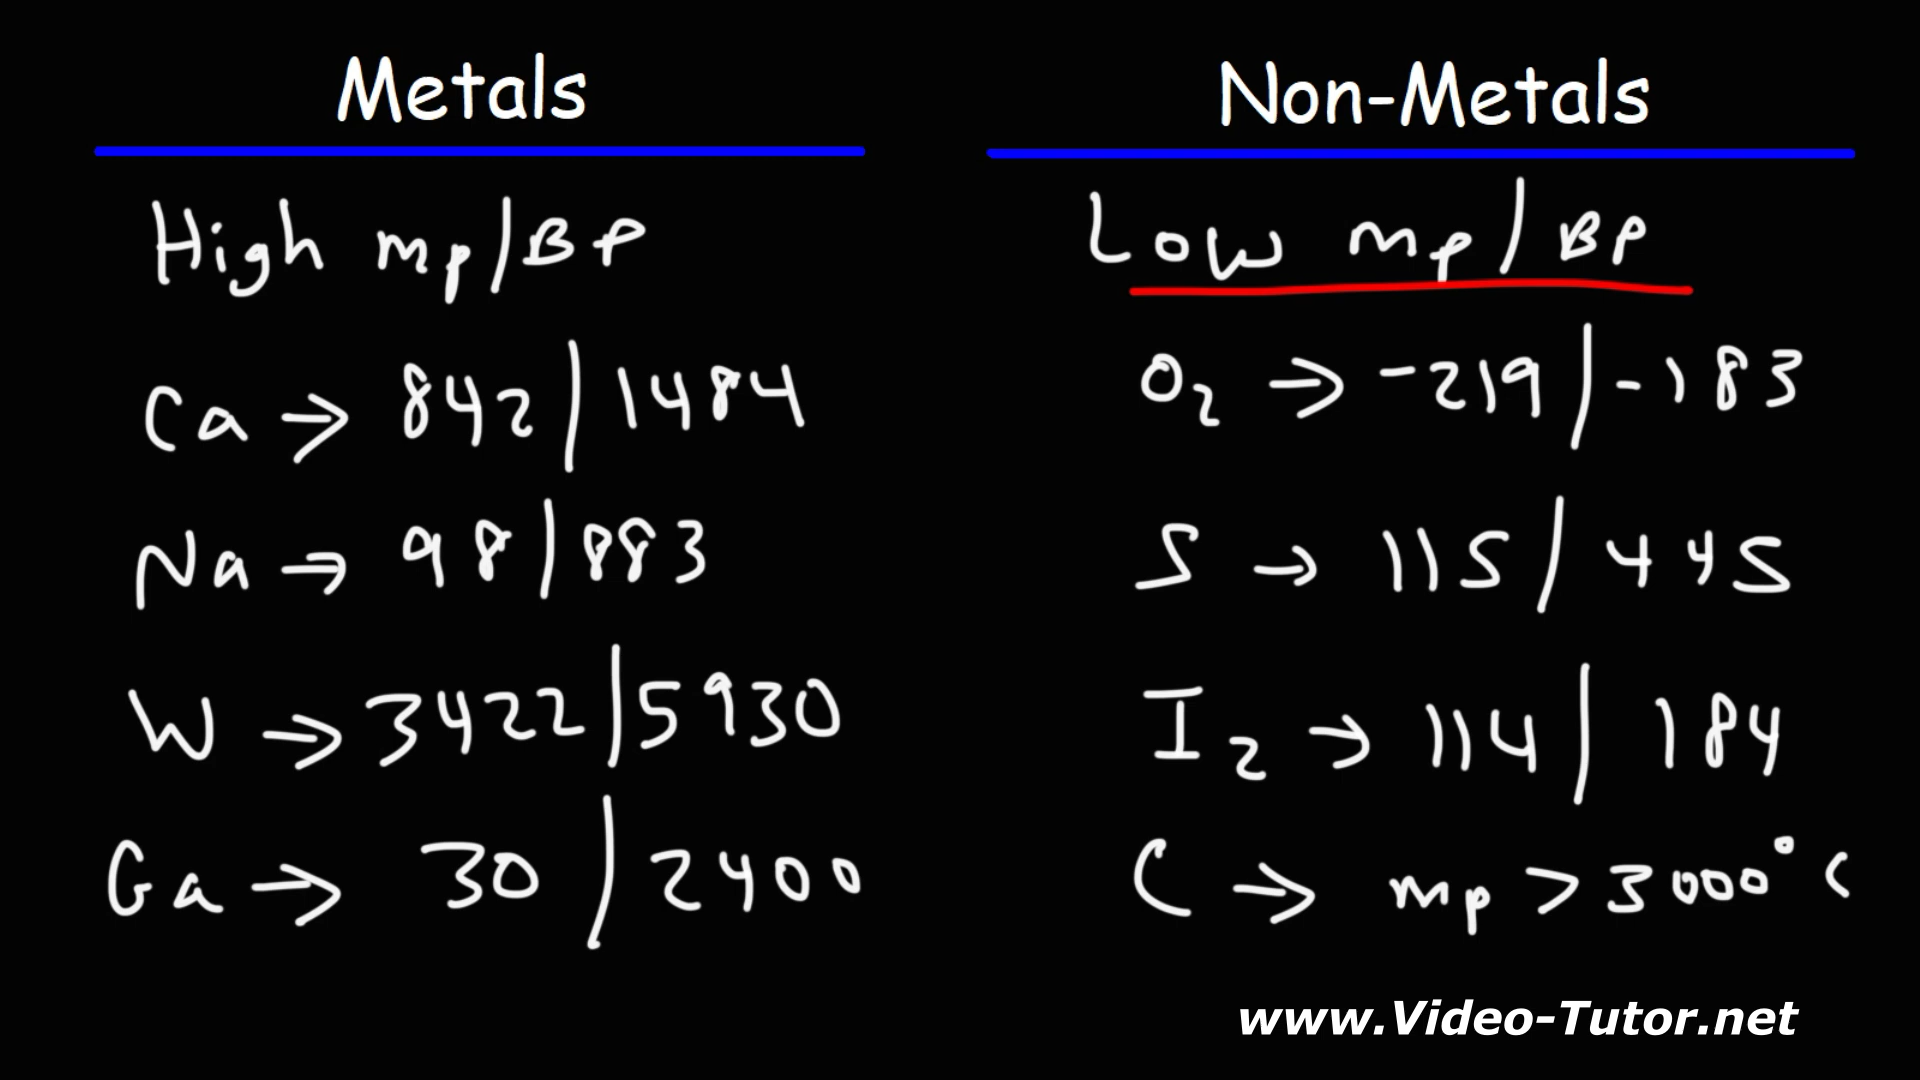 Metals
High mp/BP
Ca → 842/1484
Na → 98/883
W → 3422/5930
Ga → 30/2400
Non-Metals
Low mp/BP
O₂ → -219/-183
S → 115/445
I₂ → 114/184
C → mp > 3000°C
www.Video-Tutor.net